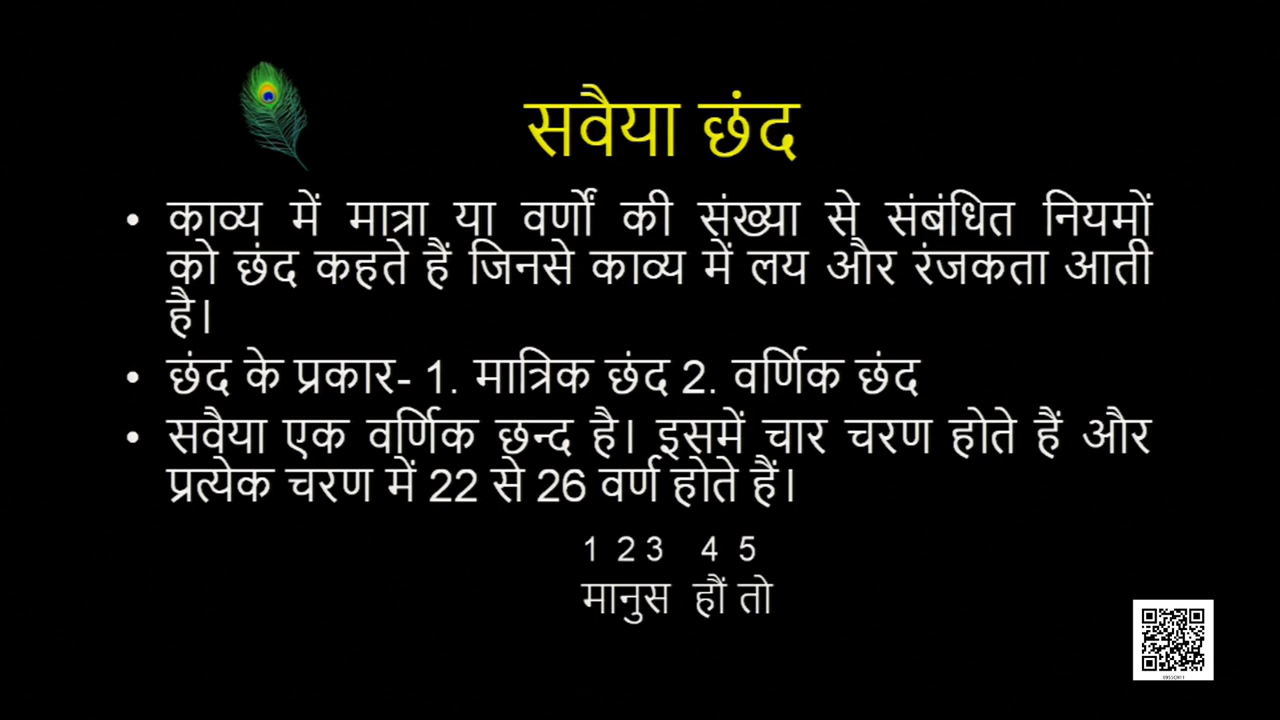 सवैया छंद
• काव्य में मात्रा या वर्णों की संख्या से संबंधित नियमों
को छंद कहते हैं जिनसे काव्य में लय और रंजकता आती
है।
• छंद के प्रकार- 1. मात्रिक छंद 2. वर्णिक छंद
• सवैया एक वर्णिक छन्द है। इसमें चार चरण होते हैं और
प्रत्येक चरण में 22 से 26 वर्ण होते हैं।
1 2 3 4 5
मानुस हौं तो